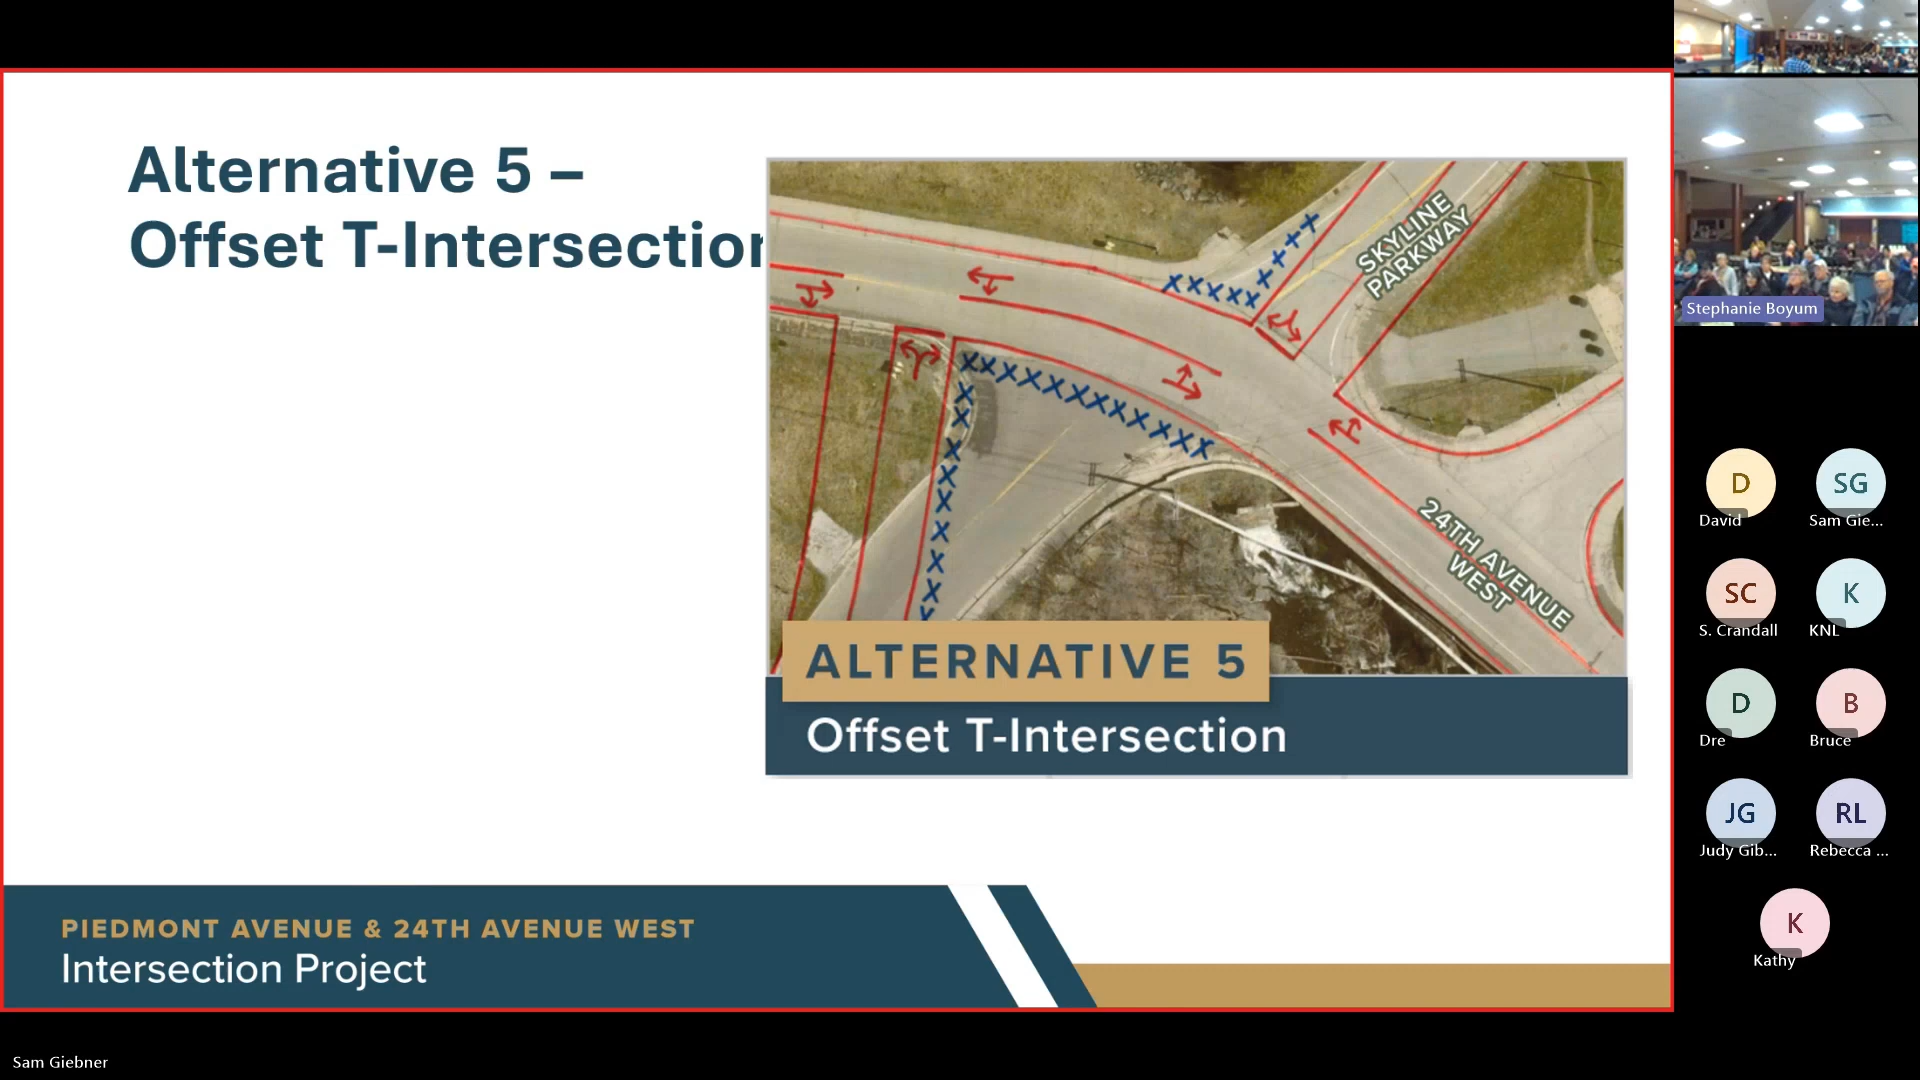 Alternative 5 –
Offset T-Intersection
SKYLINE
PARKWAY
24TH AVENUE
WEST
ALTERNATIVE 5
Offset T-Intersection
PIEDMONT AVENUE & 24TH AVENUE WEST
Intersection Project
Stephanie Boyum
D
David
SG
Sam Gie...
SC
S. Crandall
K
KNL
D
Dre
B
Bruce
JG
Judy Gib...
RL
Rebecca ...
K
Kathy
Sam Giebner